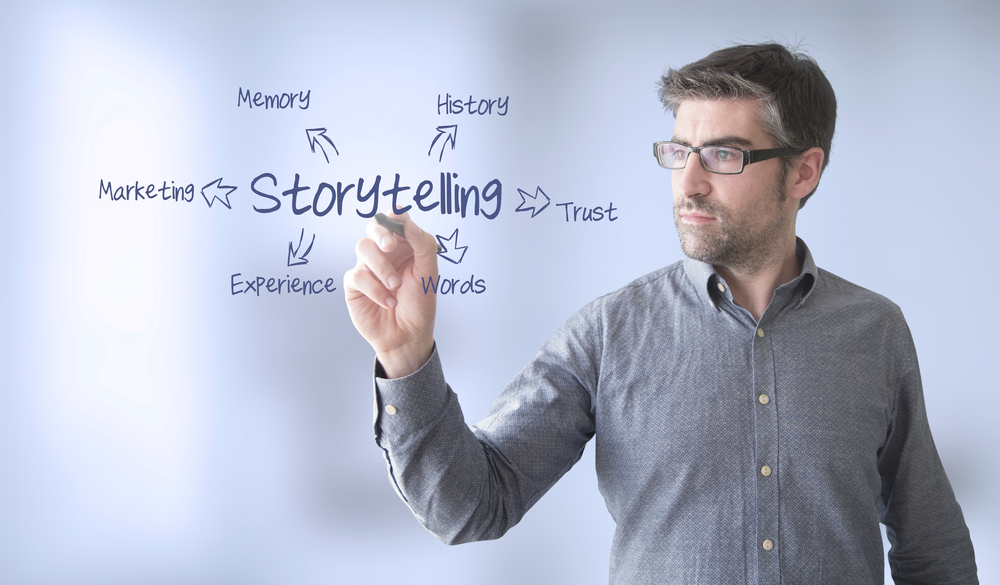 Memory
History
Marketing
Storytelling
Trust
Experience
Words